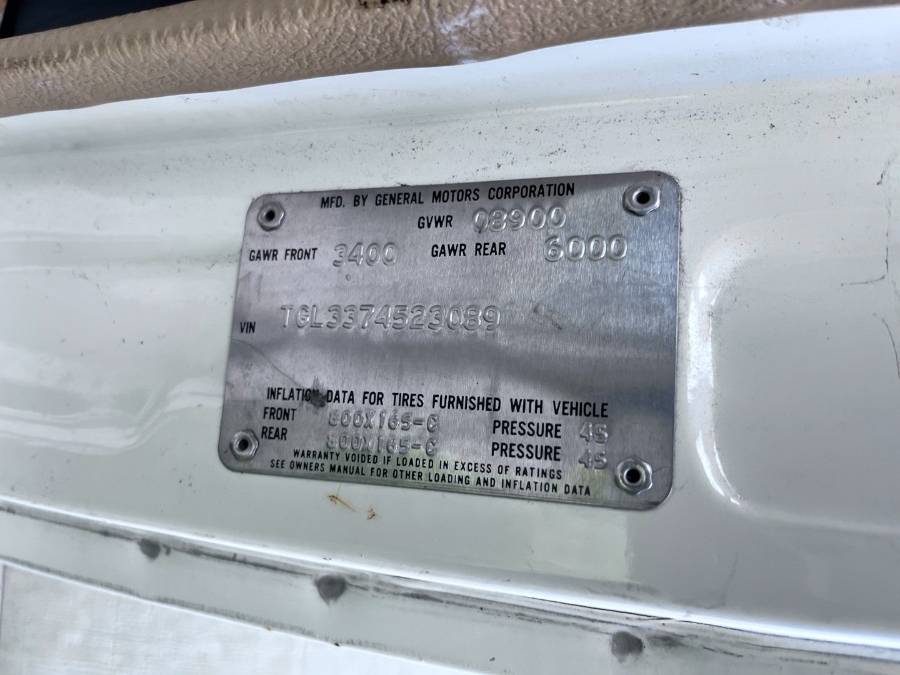 MFD. BY GENERAL MOTORS CORPORATION
GVWR 08900
GAWR FRONT 3400 GAWR REAR 6000
VIN TGL3374523089
INFLATION DATA FOR TIRES FURNISHED WITH VEHICLE
FRONT 800X165-C PRESSURE 45
REAR 800X165-C PRESSURE 45
WARRANTY VOIDED IF LOADED IN EXCESS OF RATINGS
SEE OWNERS MANUAL FOR OTHER LOADING AND INFLATION DATA